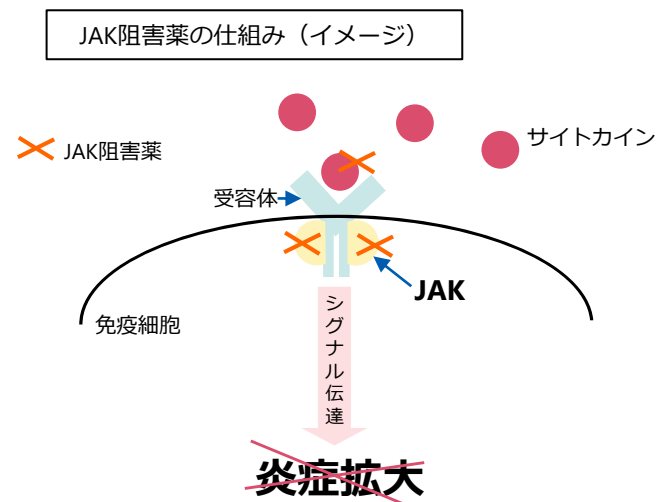 JAK阻害薬の仕組み（イメージ）
サイトカイン
JAK阻害薬
受容体
JAK
免疫細胞
シグナル伝達
炎症拡大